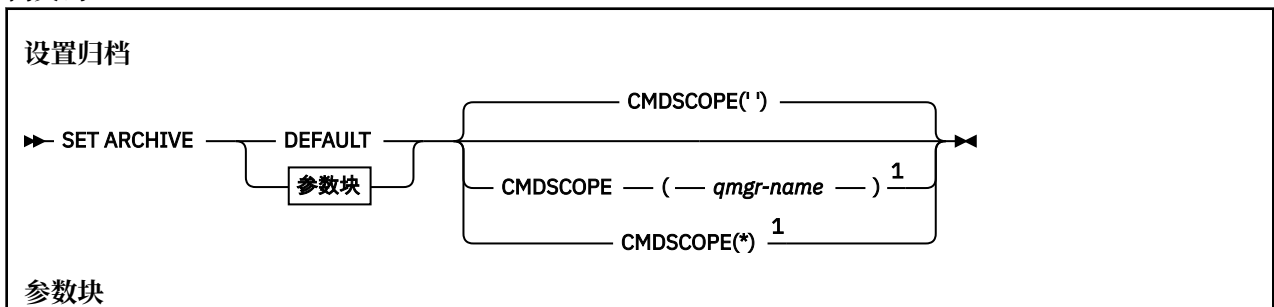 设置归档
CMDSCOPE(' ')
SET ARCHIVE DEFAULT
参数块
CMDSCOPE ( qmgr-name ) 1
CMDSCOPE(*) 1
参数块